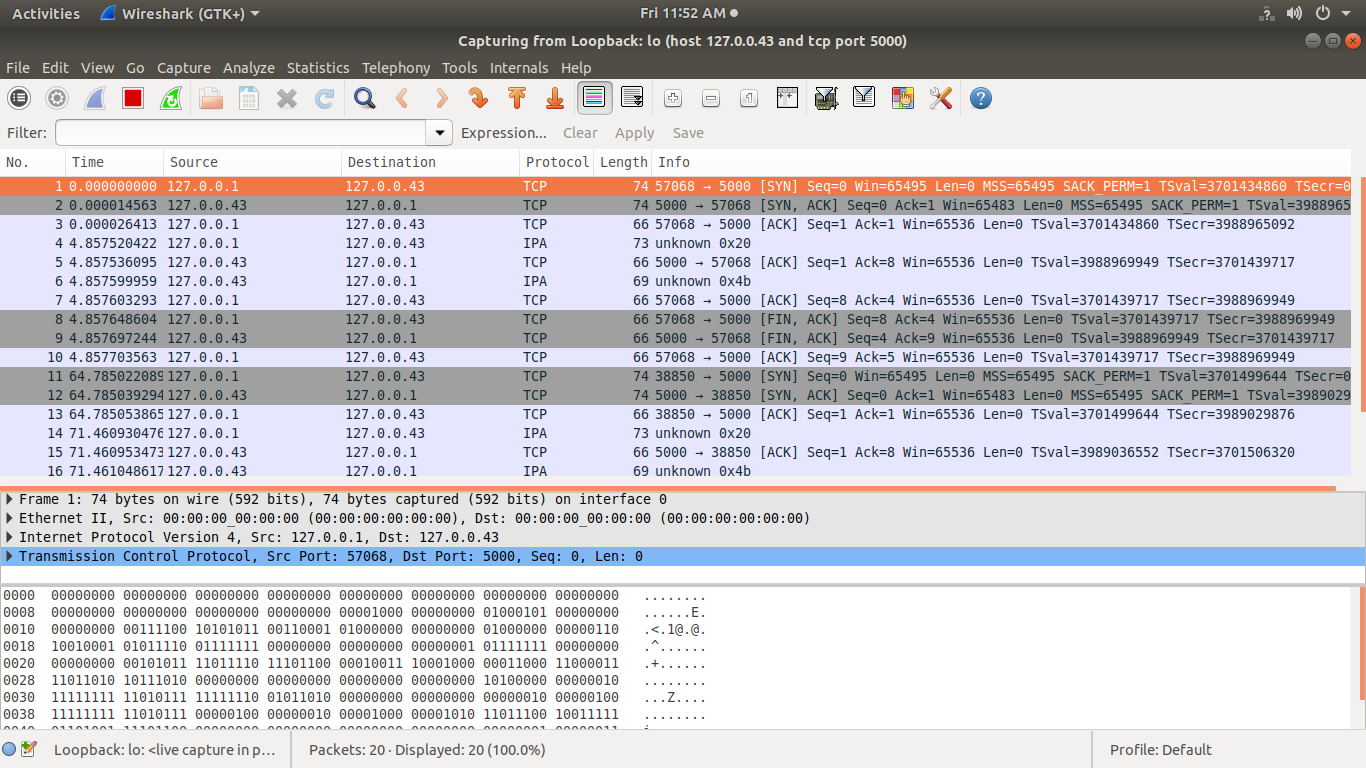 Activities Wireshark (GTK+) Fri 11:52 AM
Capturing from Loopback: lo (host 127.0.0.43 and tcp port 5000)
File Edit View Go Capture Analyze Statistics Telephony Tools Internals Help
Filter: Expression... Clear Apply Save
No. Time Source Destination Protocol Length Info
1 0.000000000 127.0.0.1 127.0.0.43 TCP 74 57068 → 5000 [SYN] Seq=0 Win=65495 Len=0 MSS=65495 SACK_PERM=1 TSval=3701434860 TSecr=0
2 0.000014563 127.0.0.43 127.0.0.1 TCP 74 5000 → 57068 [SYN, ACK] Seq=0 Ack=1 Win=65483 Len=0 MSS=65495 SACK_PERM=1 TSval=3988965
3 0.000026413 127.0.0.1 127.0.0.43 TCP 66 57068 → 5000 [ACK] Seq=1 Ack=1 Win=65536 Len=0 TSval=3701434860 TSecr=3988965092
4 4.857520422 127.0.0.1 127.0.0.43 IPA 73 unknown 0x20
5 4.857536095 127.0.0.43 127.0.0.1 TCP 66 5000 → 57068 [ACK] Seq=1 Ack=8 Win=65536 Len=0 TSval=3988969949 TSecr=3701439717
6 4.857599959 127.0.0.43 127.0.0.1 IPA 69 unknown 0x4b
7 4.857603293 127.0.0.1 127.0.0.43 TCP 66 57068 → 5000 [ACK] Seq=8 Ack=4 Win=65536 Len=0 TSval=3701439717 TSecr=3988969949
8 4.857648604 127.0.0.1 127.0.0.43 TCP 66 57068 → 5000 [FIN, ACK] Seq=8 Ack=4 Win=65536 Len=0 TSval=3701439717 TSecr=3988969949
9 4.857697244 127.0.0.43 127.0.0.1 TCP 66 5000 → 57068 [FIN, ACK] Seq=4 Ack=9 Win=65536 Len=0 TSval=3988969949 TSecr=3701439717
10 4.857703563 127.0.0.1 127.0.0.43 TCP 66 57068 → 5000 [ACK] Seq=9 Ack=5 Win=65536 Len=0 TSval=3701439717 TSecr=3988969949
11 64.785022089 127.0.0.1 127.0.0.43 TCP 74 38850 → 5000 [SYN] Seq=0 Win=65495 Len=0 MSS=65495 SACK_PERM=1 TSval=3701499644 TSecr=0
12 64.785039294 127.0.0.43 127.0.0.1 TCP 74 5000 → 38850 [SYN, ACK] Seq=0 Ack=1 Win=65483 Len=0 MSS=65495 SACK_PERM=1 TSval=3989029
13 64.785053865 127.0.0.1 127.0.0.43 TCP 66 38850 → 5000 [ACK] Seq=1 Ack=1 Win=65536 Len=0 TSval=3701499644 TSecr=3989029876
14 71.460930476 127.0.0.1 127.0.0.43 IPA 73 unknown 0x20
15 71.460953473 127.0.0.43 127.0.0.1 TCP 66 5000 → 38850 [ACK] Seq=1 Ack=8 Win=65536 Len=0 TSval=3989036552 TSecr=3701506320
16 71.461048617 127.0.0.43 127.0.0.1 IPA 69 unknown 0x4b
Frame 1: 74 bytes on wire (592 bits), 74 bytes captured (592 bits) on interface 0
Ethernet II, Src: 00:00:00_00:00:00 (00:00:00:00:00:00), Dst: 00:00:00_00:00:00 (00:00:00:00:00:00)
Internet Protocol Version 4, Src: 127.0.0.1, Dst: 127.0.0.43
Transmission Control Protocol, Src Port: 57068, Dst Port: 5000, Seq: 0, Len: 0
0000 00000000 00000000 00000000 00000000 00000000 00000000 00000000 00000000 ........
0008 00000000 00000000 00000000 00000000 00001000 00000000 01000101 00000000 ......E.
0010 00000000 00111100 10101011 00110001 01000000 00000000 01000000 00000110 .<.1@.@.
0018 10010001 01011110 01111111 00000000 00000000 00000001 01111111 00000000 .^......
0020 00000000 00101011 11011110 11101100 00010011 10001000 00011000 11000011 .+......
0028 11011010 10111010 00000000 00000000 00000000 00000000 10100000 00000010 ........
0030 11111111 11010111 11111110 01011010 00000000 00000000 00000010 00000100 ...Z....
0038 11111111 11010111 00000100 00000010 00001000 00001010 11011100 10011111 ........
Loopback: lo: <live capture in p... Packets: 20 · Displayed: 20 (100.0%) Profile: Default